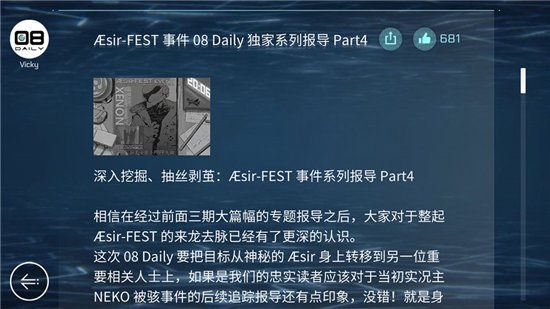 08
DAILY
Vicky
Æsir-FEST 事件 08 Daily 独家系列报导 Part4
681
Æsir-FEST EVENT
XENON
20:06
深入挖掘、抽丝剥茧：Æsir-FEST 事件系列报导 Part4
相信在经过前面三期大篇幅的专题报导之后，大家对于整起
Æsir-FEST 的来龙去脉已经有了更深的认识。
这次 08 Daily 要把目标从神秘的 Æsir 身上转移到另一位重
要相关人士上，如果是我们的忠实读者应该对于当初实况主
NEKO 被骇事件的后续追踪报导还有点印象，没错！就是身